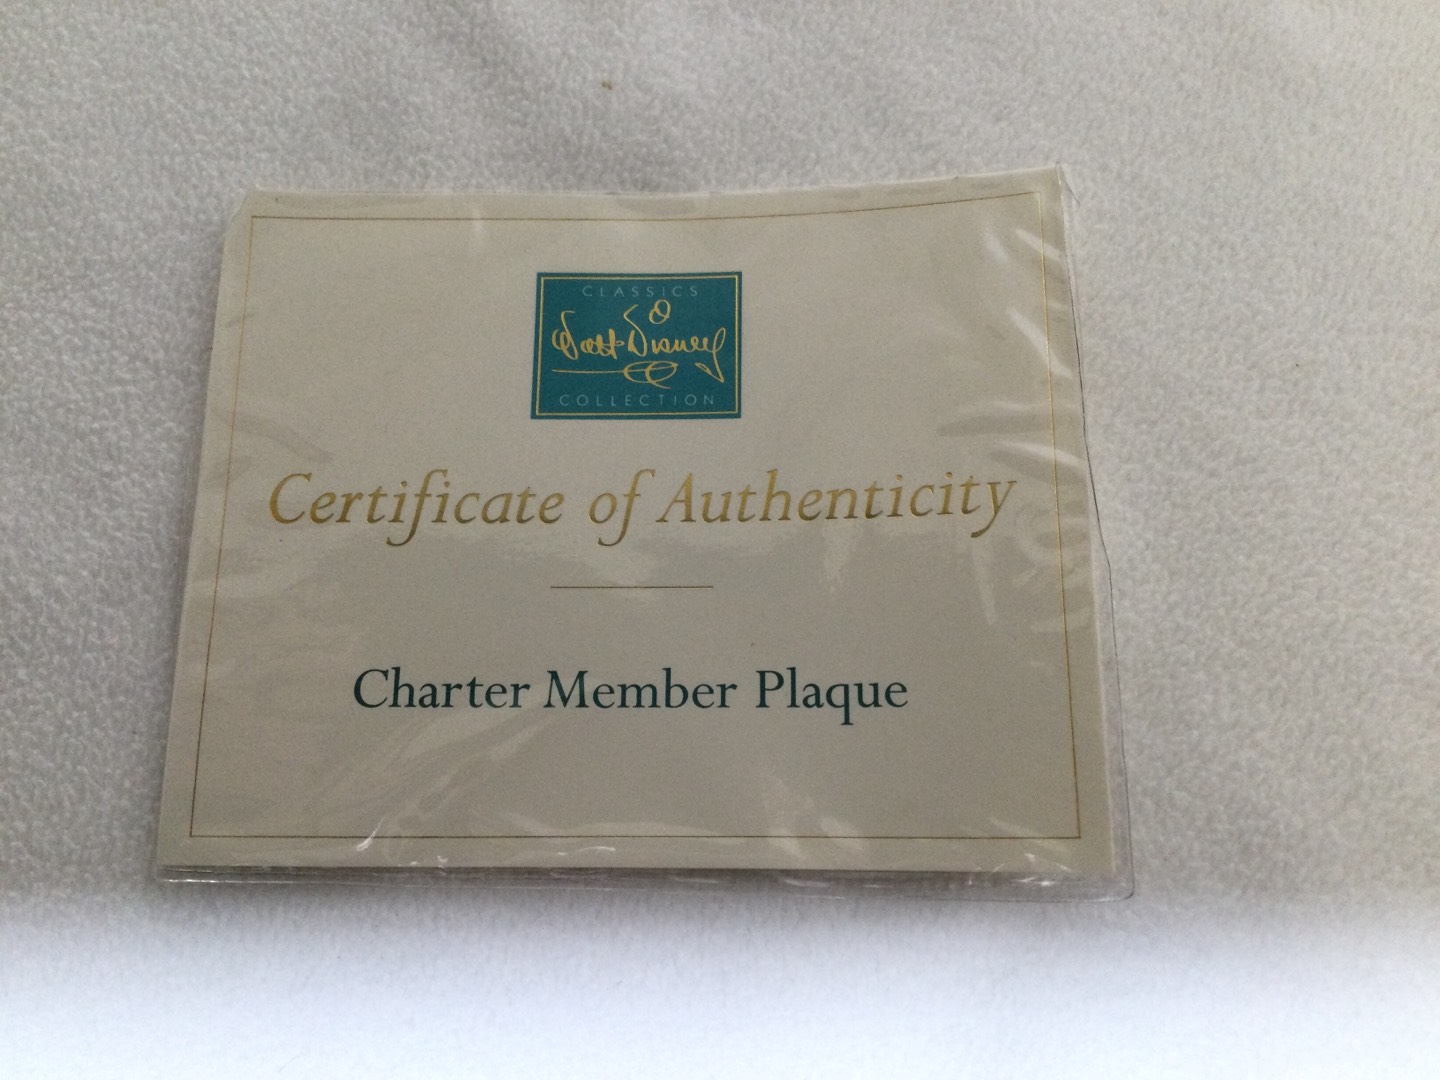 CLASSICS
Walt Disney
COLLECTION
Certificate of Authenticity
Charter Member Plaque